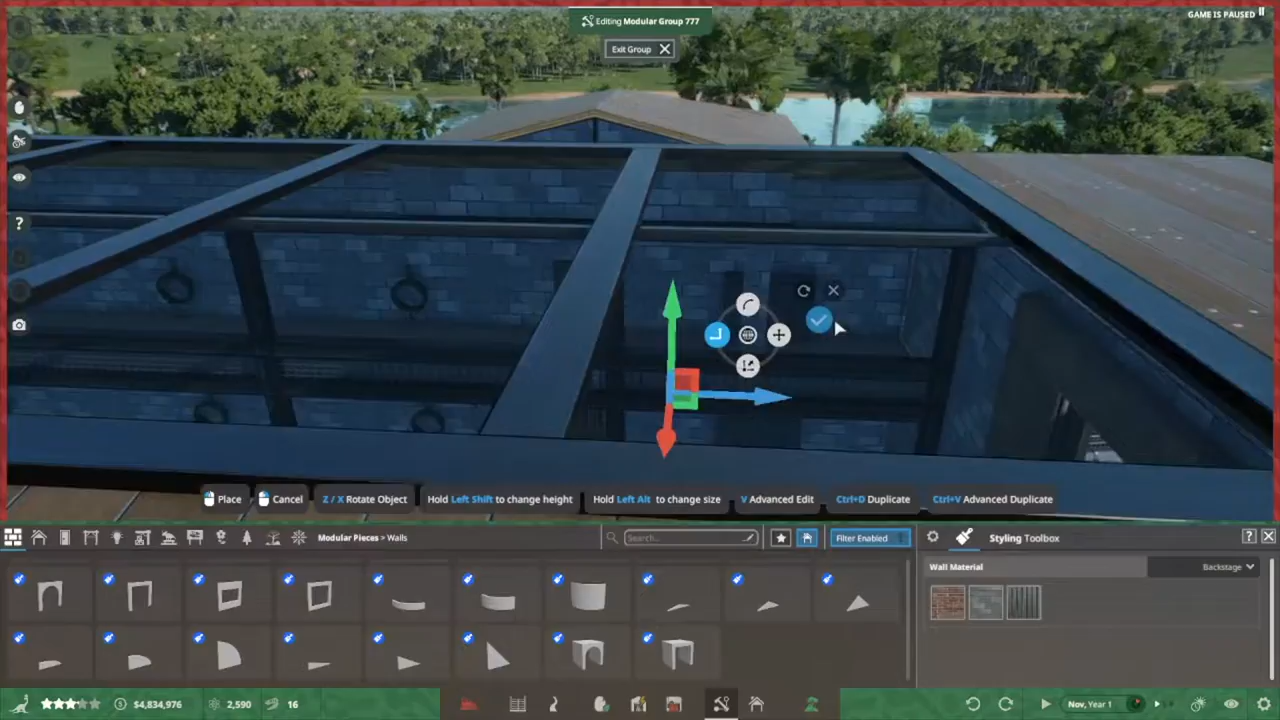 Editing Modular Group 777
GAME IS PAUSED
Exit Group
?
Place
Cancel
Z / X Rotate Object
Hold Left Shift to change height
Hold Left Alt to change size
V Advanced Edit
Ctrl+D Duplicate
Ctrl+V Advanced Duplicate
Modular Pieces > Walls
Search...
Filter Enabled
Styling Toolbox
?
Wall Material
Backstage
$4,834,976
2,590
16
Nov, Year 1